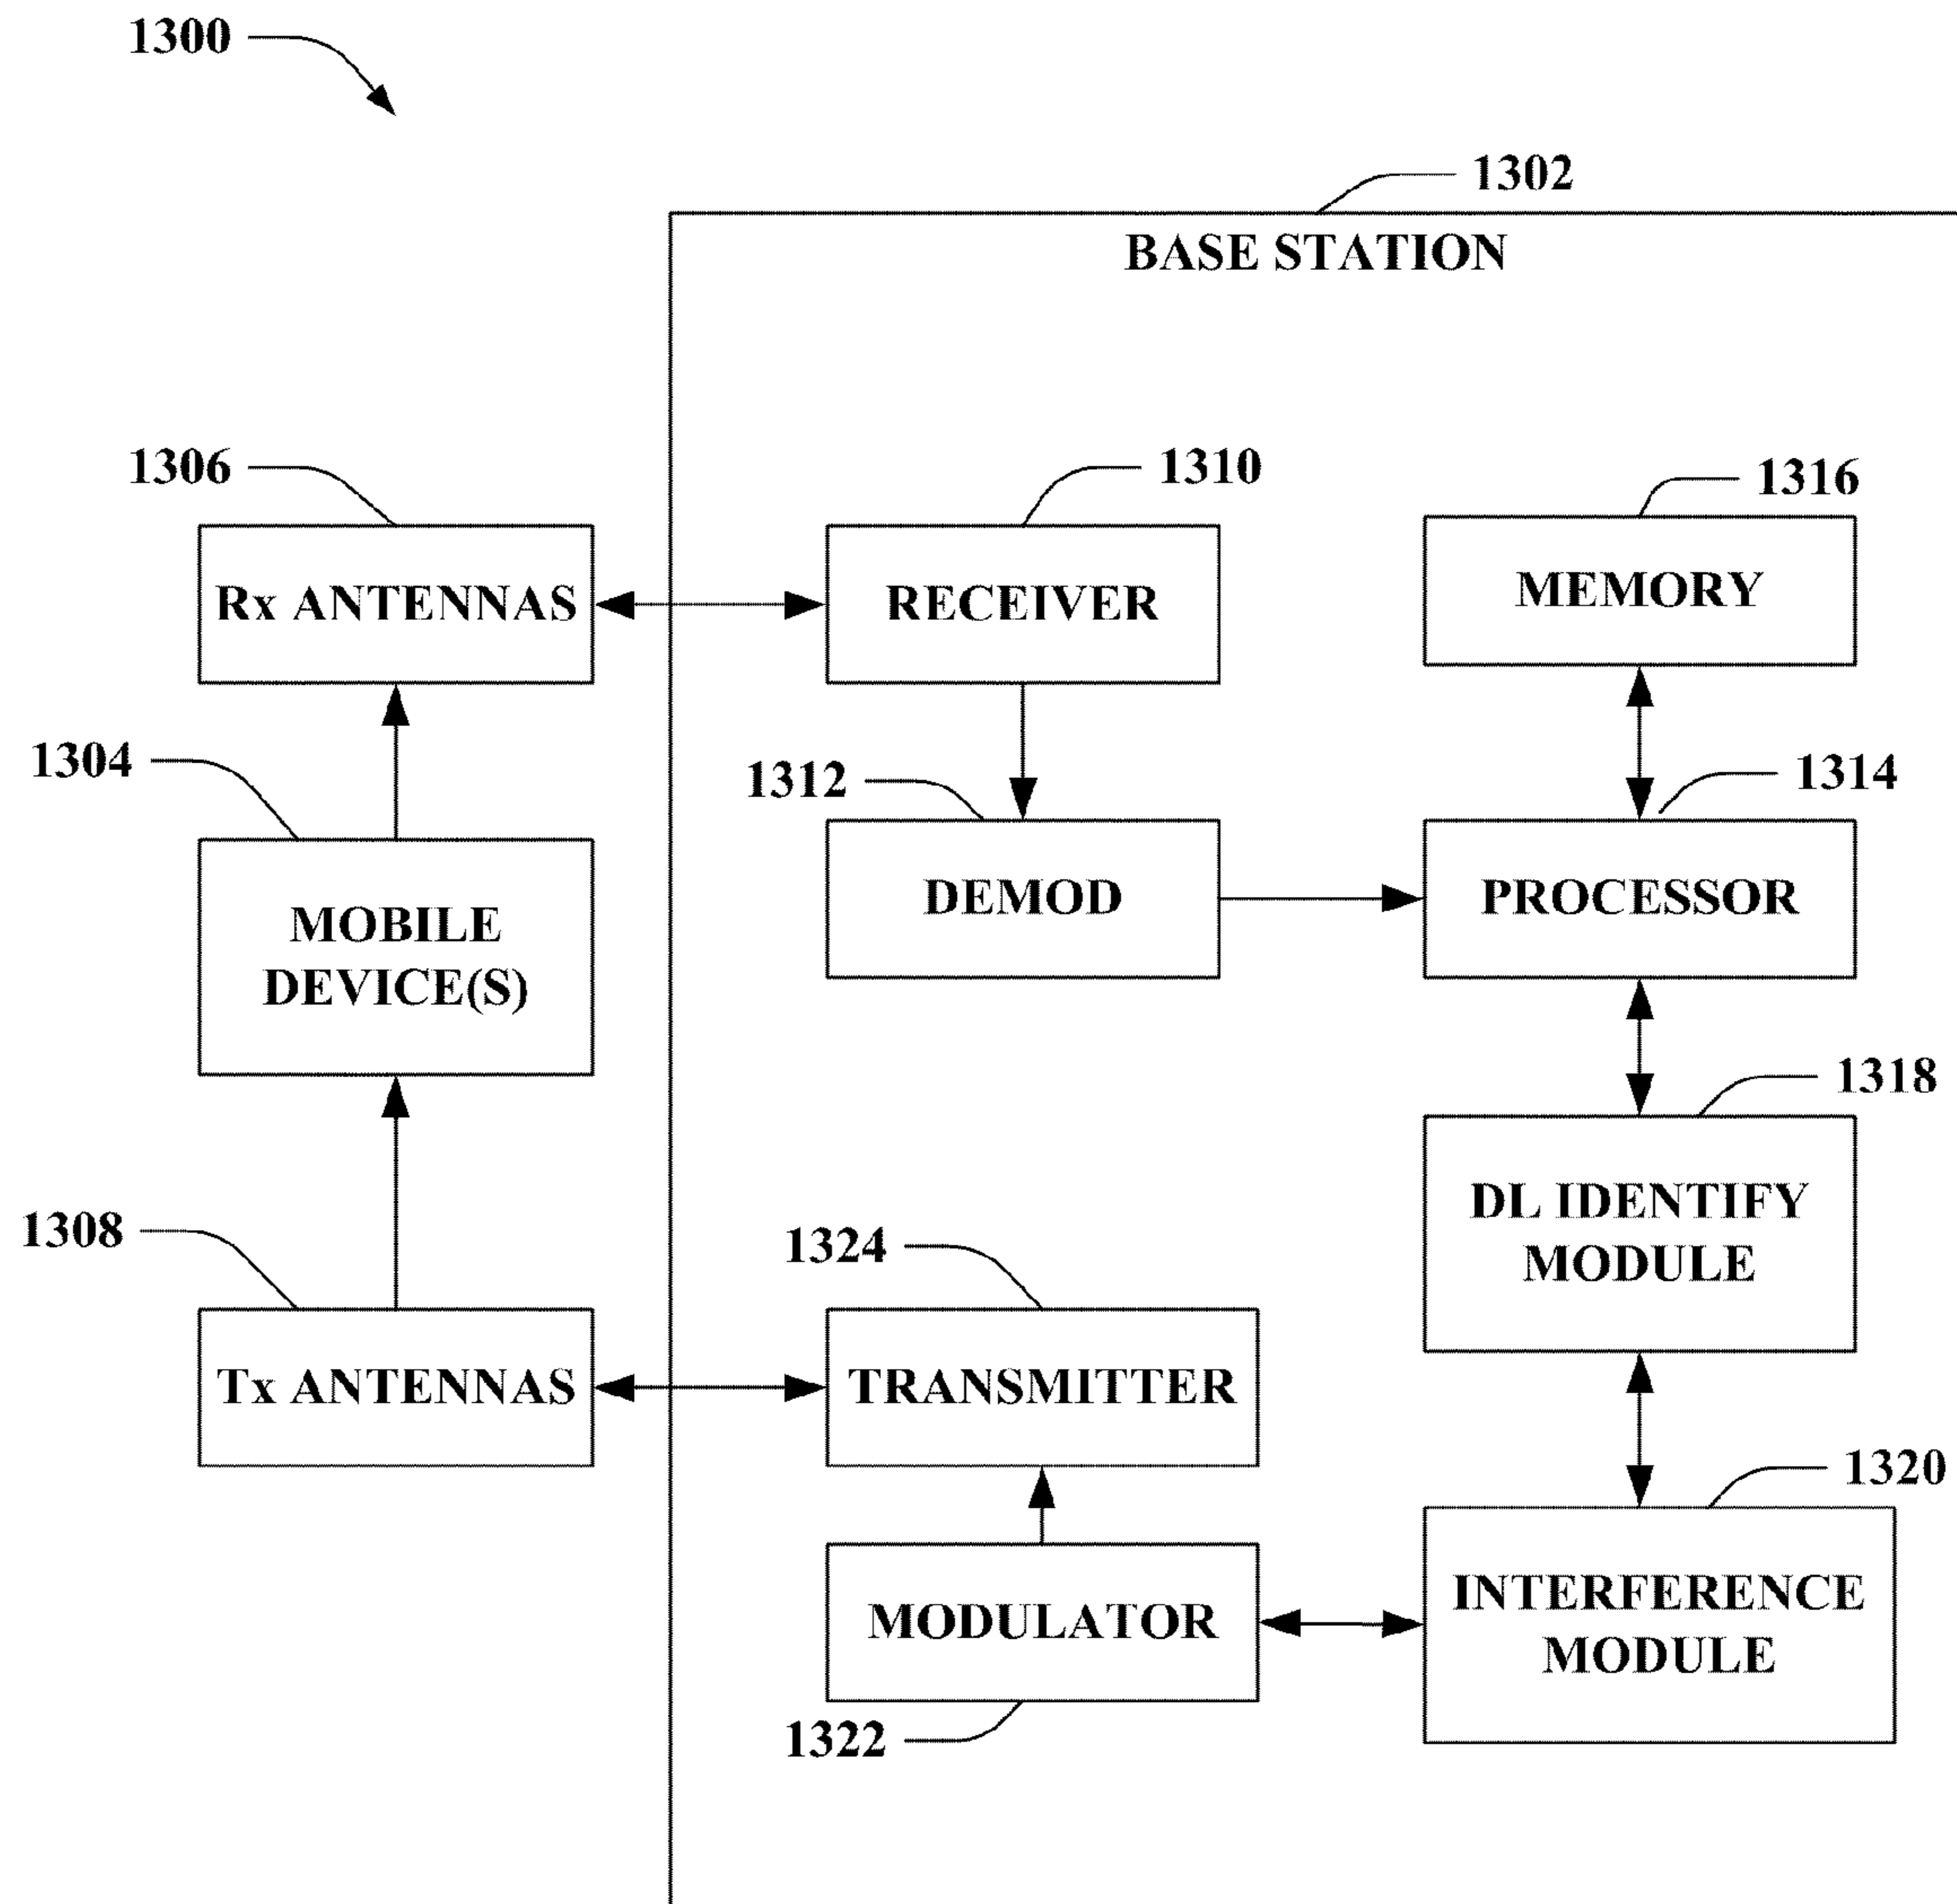 1300
1302
BASE STATION
1306
1310
1316
Rx ANTENNAS
RECEIVER
MEMORY
1304
1312
1314
MOBILE
DEVICE(S)
DEMOD
PROCESSOR
1318
1308
1324
DL IDENTIFY
MODULE
Tx ANTENNAS
TRANSMITTER
1320
MODULATOR
INTERFERENCE
MODULE
1322